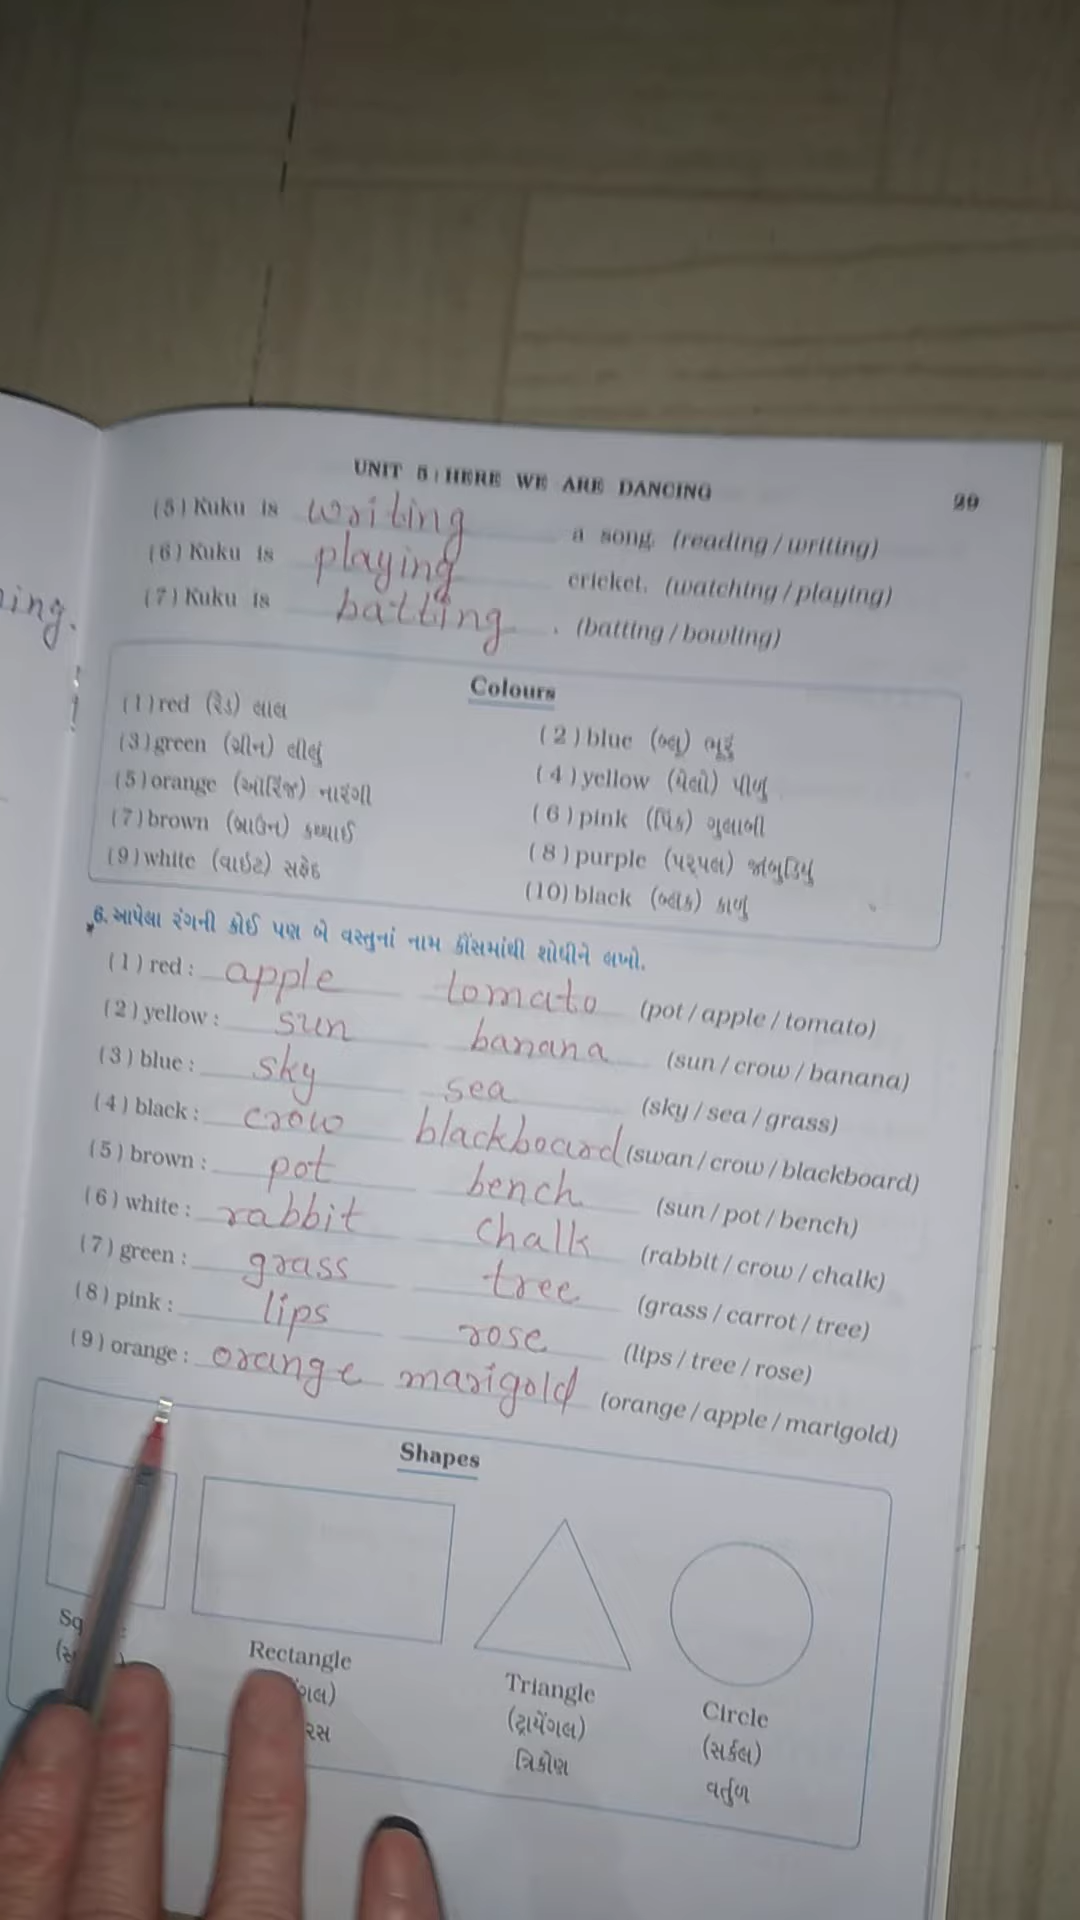 UNIT 5 : HERE WE ARE DANCING 29
(5) Kuku is writing a song. (reading / writing)
(6) Kuku is playing cricket. (watching / playing)
(7) Kuku is batting . (batting / bowling)
ing.
Colours
(1) red (રેડ) લાલ
(2) blue (બ્લૂ) ભૂરું
(3) green (ગ્રીન) લીલું
(4) yellow (યેલો) પીળું
(5) orange (ઑરિંજ) નારંગી
(6) pink (પિંક) ગુલાબી
(7) brown (બ્રાઉન) કથ્થાઈ
(8) purple (પર્પલ) જાંબુડિયું
(9) white (વાઇટ) સફેદ
(10) black (બ્લૅક) કાળું
6. આપેલા રંગની કોઈ પણ બે વસ્તુનાં નામ કૌંસમાંથી શોધીને લખો.
(1) red : apple tomato (pot / apple / tomato)
(2) yellow : sun banana (sun / crow / banana)
(3) blue : sky sea (sky / sea / grass)
(4) black : crow blackboard (swan / crow / blackboard)
(5) brown : pot bench (sun / pot / bench)
(6) white : rabbit chalk (rabbit / crow / chalk)
(7) green : grass tree (grass / carrot / tree)
(8) pink : lips rose (lips / tree / rose)
(9) orange : orange marigold (orange / apple / marigold)
Shapes
Rectangle
Triangle
(ટ્રાયેંગલ)
ત્રિકોણ
Circle
(સર્કલ)
વર્તુળ